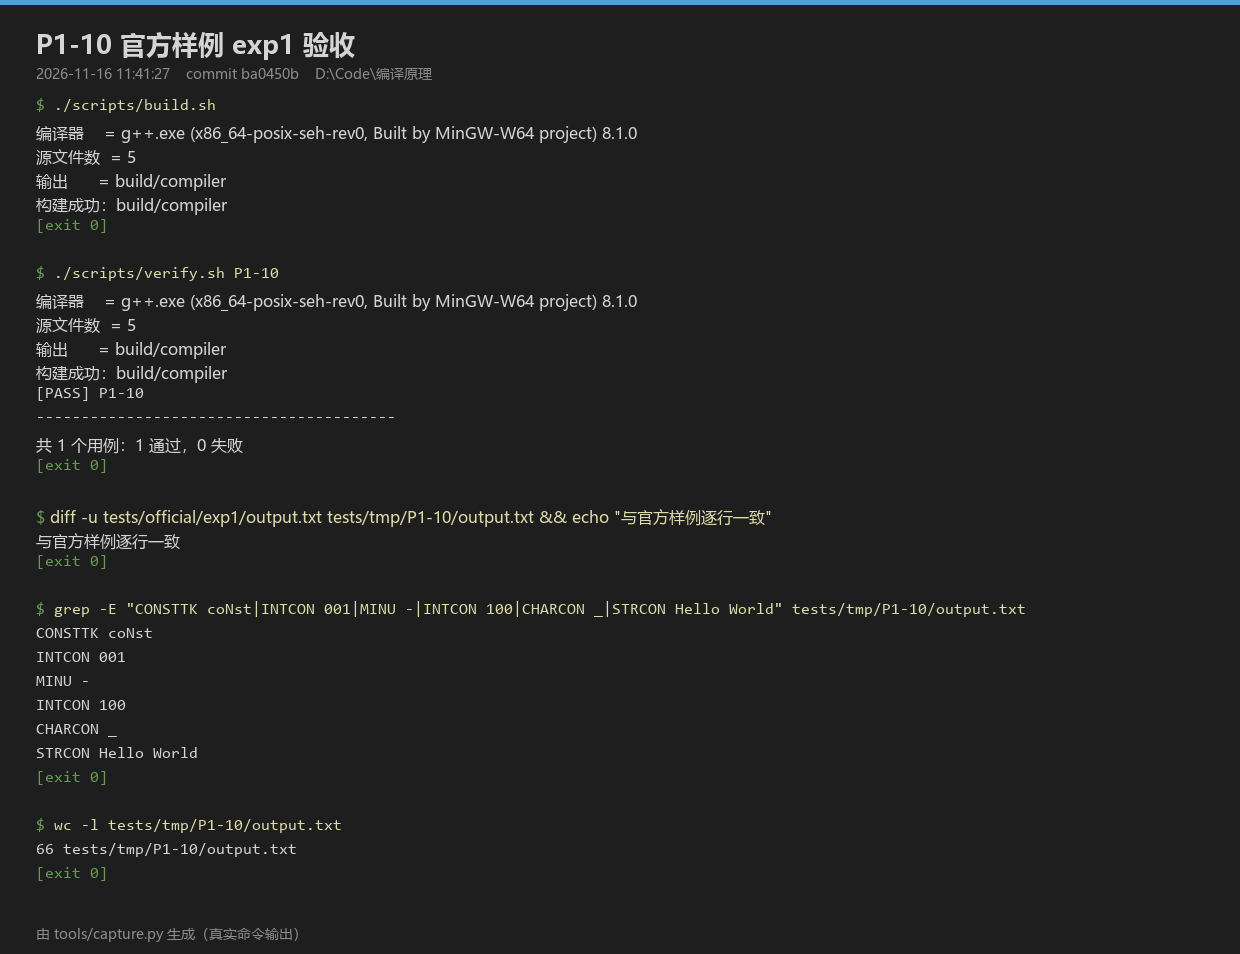 P1-10 官方样例 exp1 验收
2026-11-16 11:41:27 commit ba0450b D:\Code\编译原理
$ ./scripts/build.sh
编译器 = g++.exe (x86_64-posix-seh-rev0, Built by MinGW-W64 project) 8.1.0
源文件数 = 5
输出 = build/compiler
构建成功：build/compiler
[exit 0]
$ ./scripts/verify.sh P1-10
编译器 = g++.exe (x86_64-posix-seh-rev0, Built by MinGW-W64 project) 8.1.0
源文件数 = 5
输出 = build/compiler
构建成功：build/compiler
[PASS] P1-10
----------------------------------------
共 1 个用例：1 通过，0 失败
[exit 0]
$ diff -u tests/official/exp1/output.txt tests/tmp/P1-10/output.txt && echo "与官方样例逐行一致"
与官方样例逐行一致
[exit 0]
$ grep -E "CONSTTK coNst|INTCON 001|MINU -|INTCON 100|CHARCON _|STRCON Hello World" tests/tmp/P1-10/output.txt
CONSTTK coNst
INTCON 001
MINU -
INTCON 100
CHARCON _
STRCON Hello World
[exit 0]
$ wc -l tests/tmp/P1-10/output.txt
66 tests/tmp/P1-10/output.txt
[exit 0]
由 tools/capture.py 生成（真实命令输出）